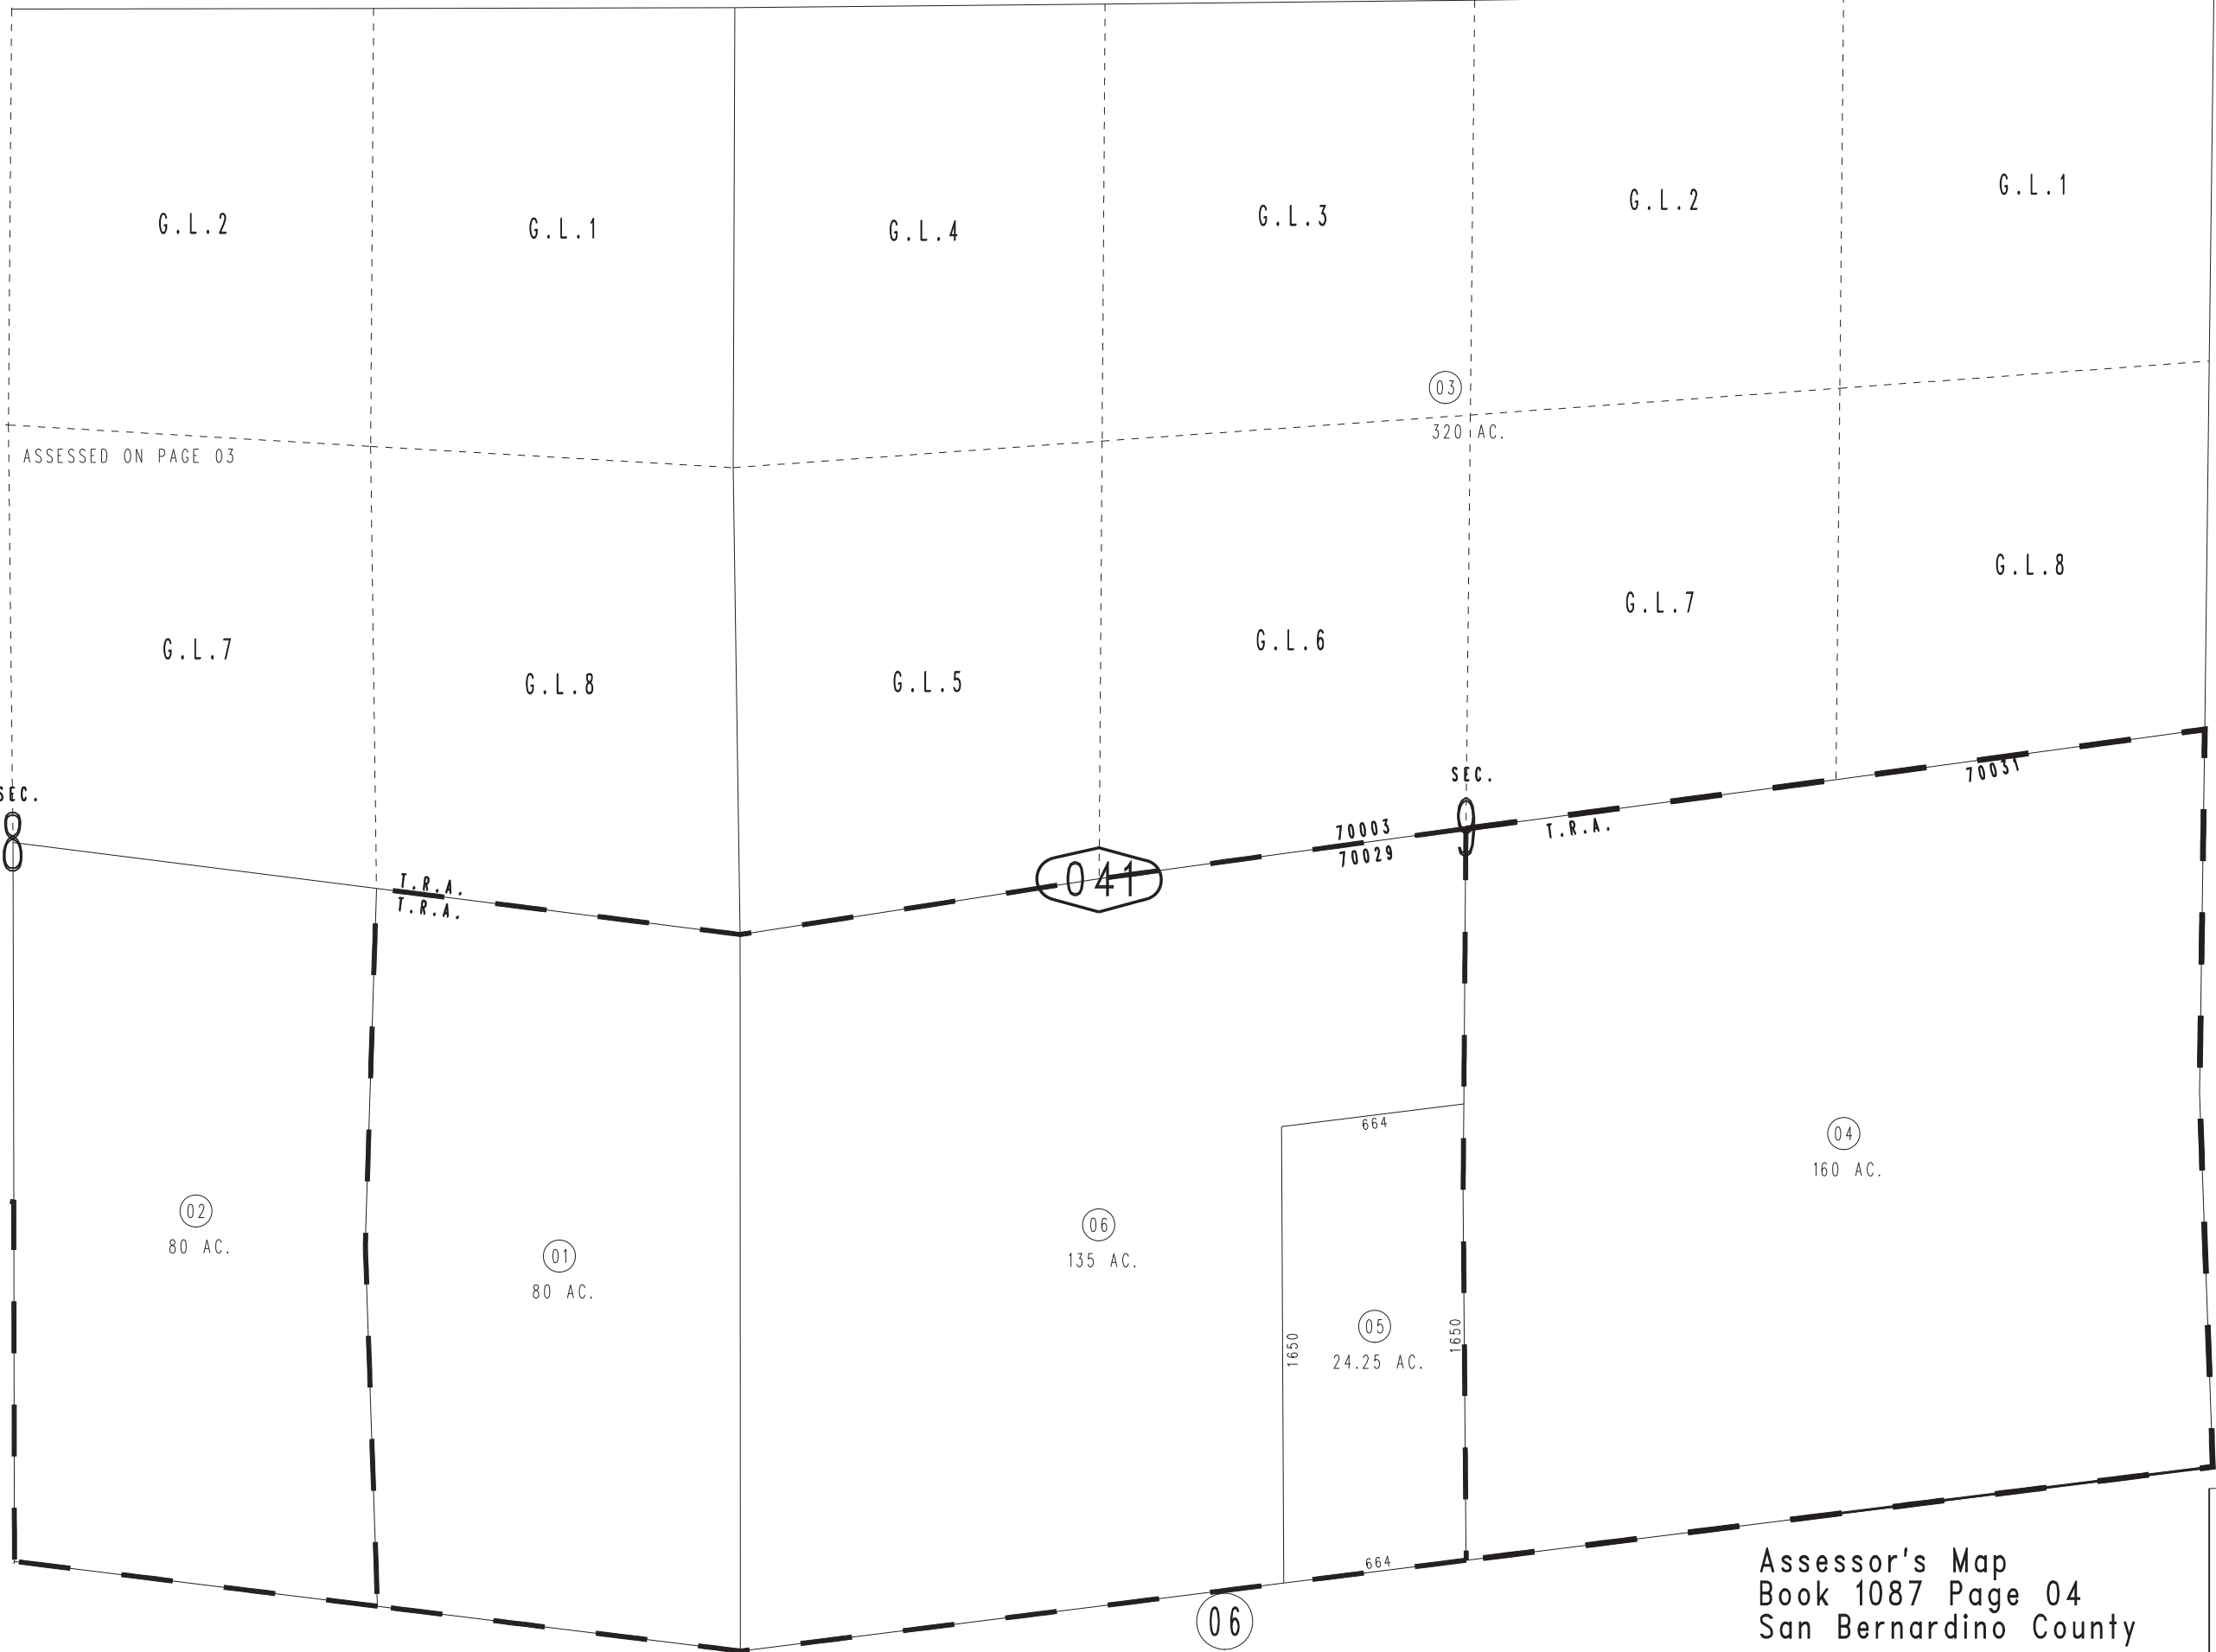 G.L.2
G.L.1
G.L.4
G.L.3
G.L.2
G.L.1
03
320 AC.
ASSESSED ON PAGE 03
G.L.7
G.L.8
G.L.5
G.L.6
G.L.7
G.L.8
SEC.
8
SEC.
9
70031
T.R.A.
70003
70029
041
T.R.A.
T.R.A.
664
04
160 AC.
02
80 AC.
01
80 AC.
06
135 AC.
05
24.25 AC.
1650
1650
664
06
Assessor's Map
Book 1087 Page 04
San Bernardino County